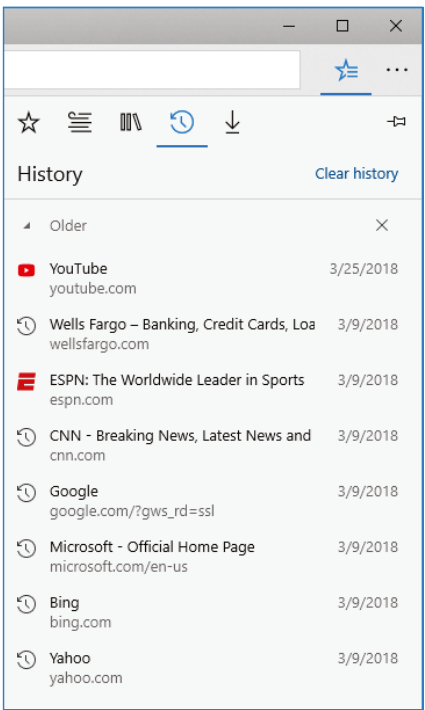 History Clear history
Older
YouTube 3/25/2018
youtube.com
Wells Fargo – Banking, Credit Cards, Loa 3/9/2018
wellsfargo.com
ESPN: The Worldwide Leader in Sports 3/9/2018
espn.com
CNN - Breaking News, Latest News and 3/9/2018
cnn.com
Google 3/9/2018
google.com/?gws_rd=ssl
Microsoft - Official Home Page 3/9/2018
microsoft.com/en-us
Bing 3/9/2018
bing.com
Yahoo 3/9/2018
yahoo.com